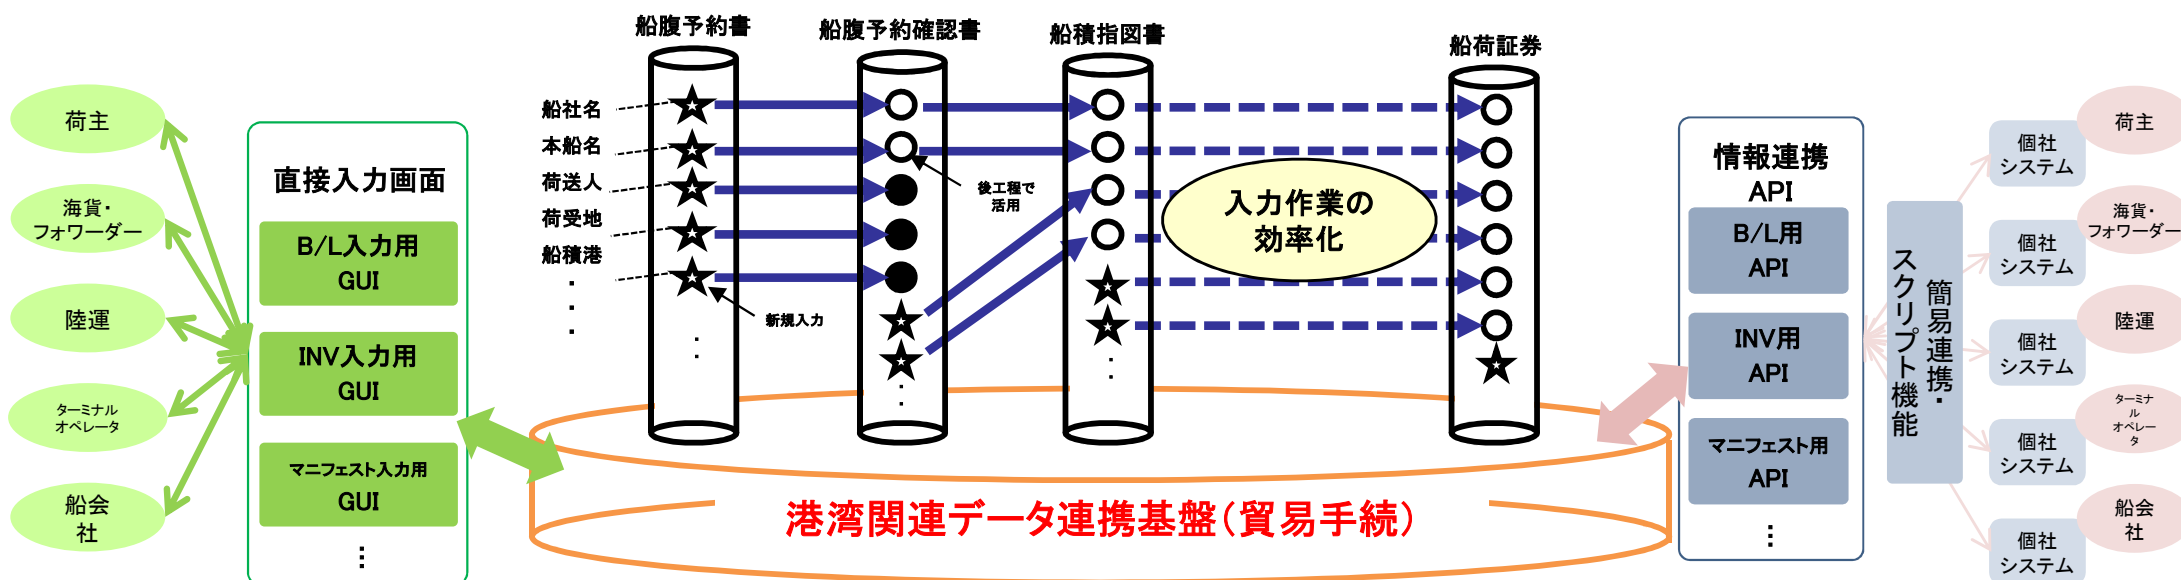 荷主
海貨・
フォワーダー
陸運
ターミナル
オペレータ
船会
社
直接入力画面
B/L入力用
GUI
INV入力用
GUI
マニフェスト入力用
GUI
…
船腹予約書
船腹予約確認書
船積指図書
船荷証券
船社名
本船名
荷送人
荷受地
船積港
・
・
・
新規入力
後工程で
活用
入力作業の
効率化
港湾関連データ連携基盤(貿易手続)
情報連携
API
B/L用
API
INV用
API
マニフェスト用
API
…
簡易連携・
スクリプト機能
個社
システム
荷主
個社
システム
海貨・
フォワーダー
個社
システム
陸運
個社
システム
ターミナ
ル
オペレー
タ
個社
システム
船会
社